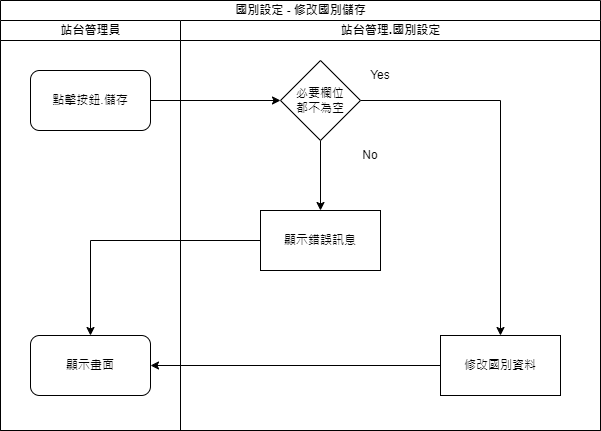 國別設定 - 修改國別儲存
站台管理員
站台管理.國別設定
Yes
點擊按鈕.儲存
必要欄位
都不為空
No
顯示錯誤訊息
顯示畫面
修改國別資料